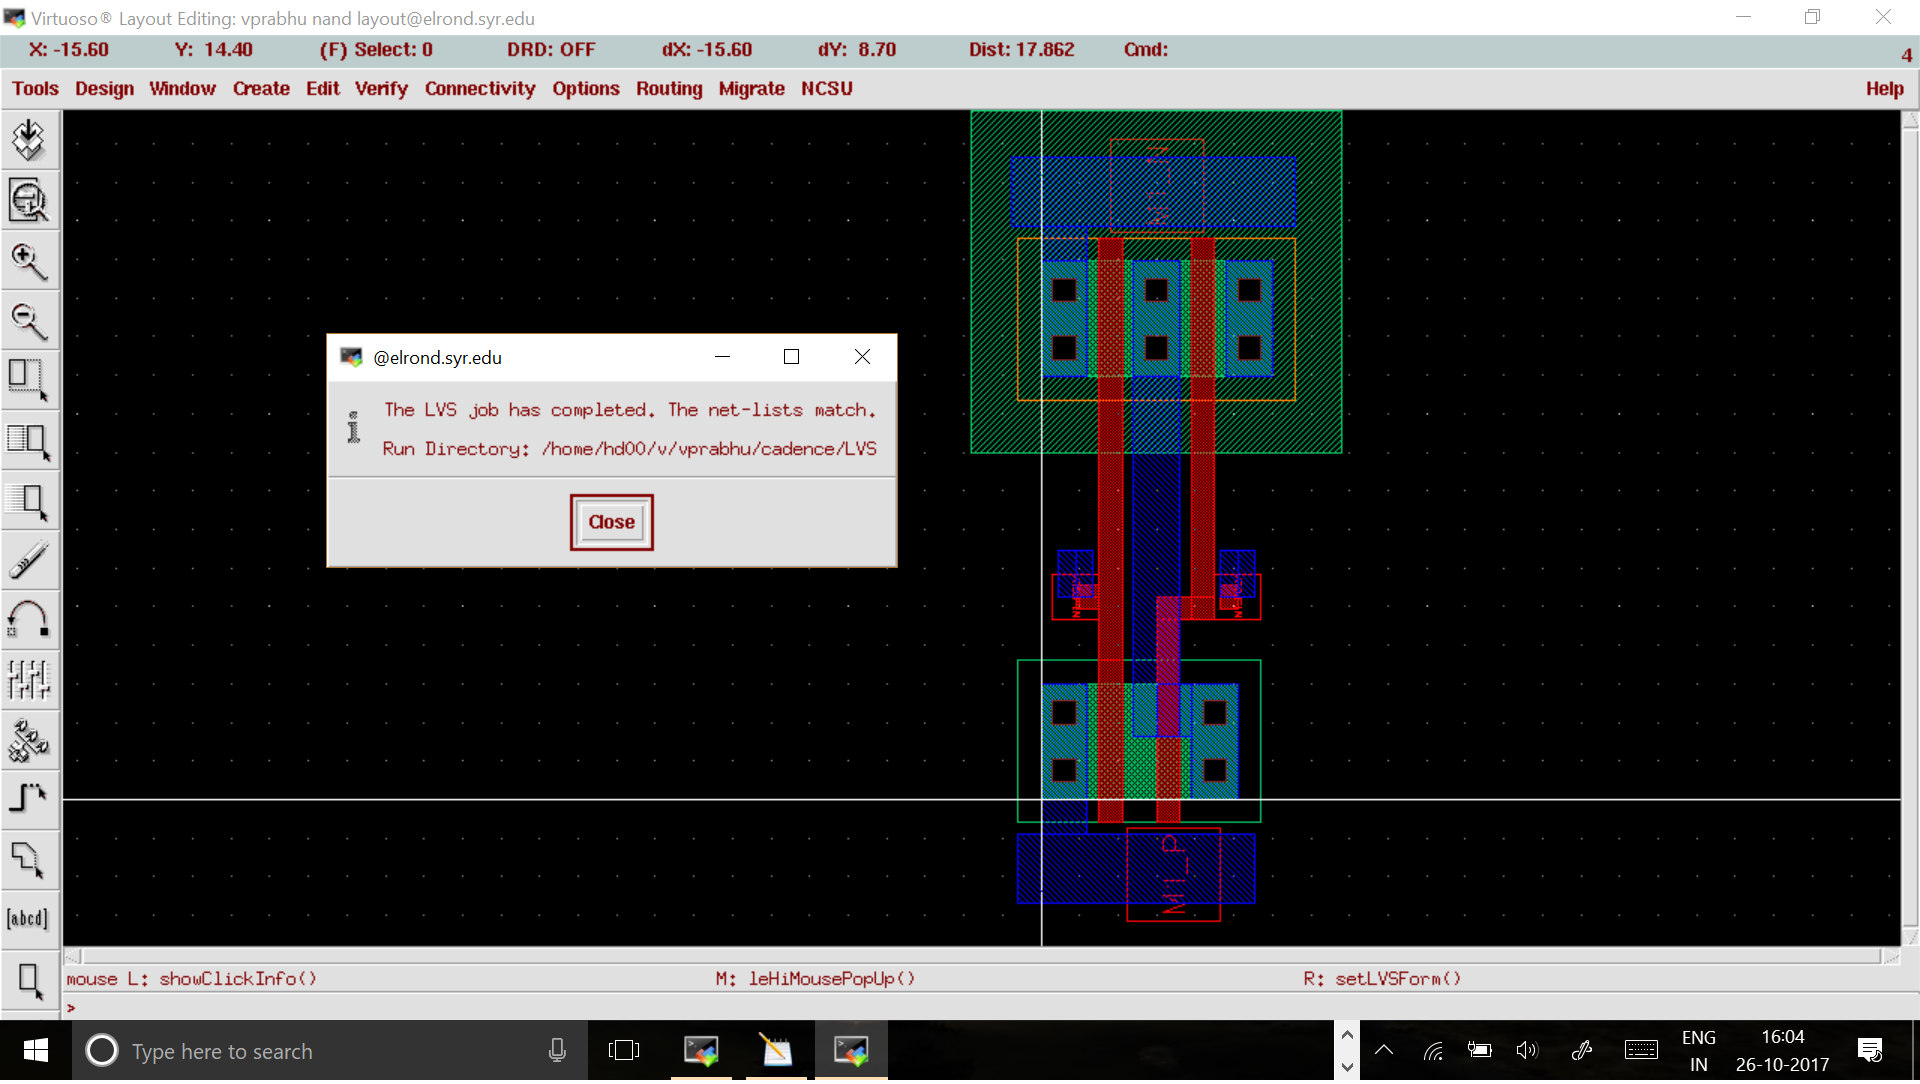 Virtuoso® Layout Editing: vprabhu nand layout@elrond.syr.edu
X: -15.60 Y: 14.40 (F) Select: 0 DRD: OFF dX: -15.60 dY: 8.70 Dist: 17.862 Cmd: 4
Tools Design Window Create Edit Verify Connectivity Options Routing Migrate NCSU Help
@elrond.syr.edu
The LVS job has completed. The net-lists match.
Run Directory: /home/hd00/v/vprabhu/cadence/LVS
Close
M1_P
[abcd]
mouse L: showClickInfo() M: leHiMousePopUp() R: setLVSForm()
>
Type here to search
ENG
IN
16:04
26-10-2017